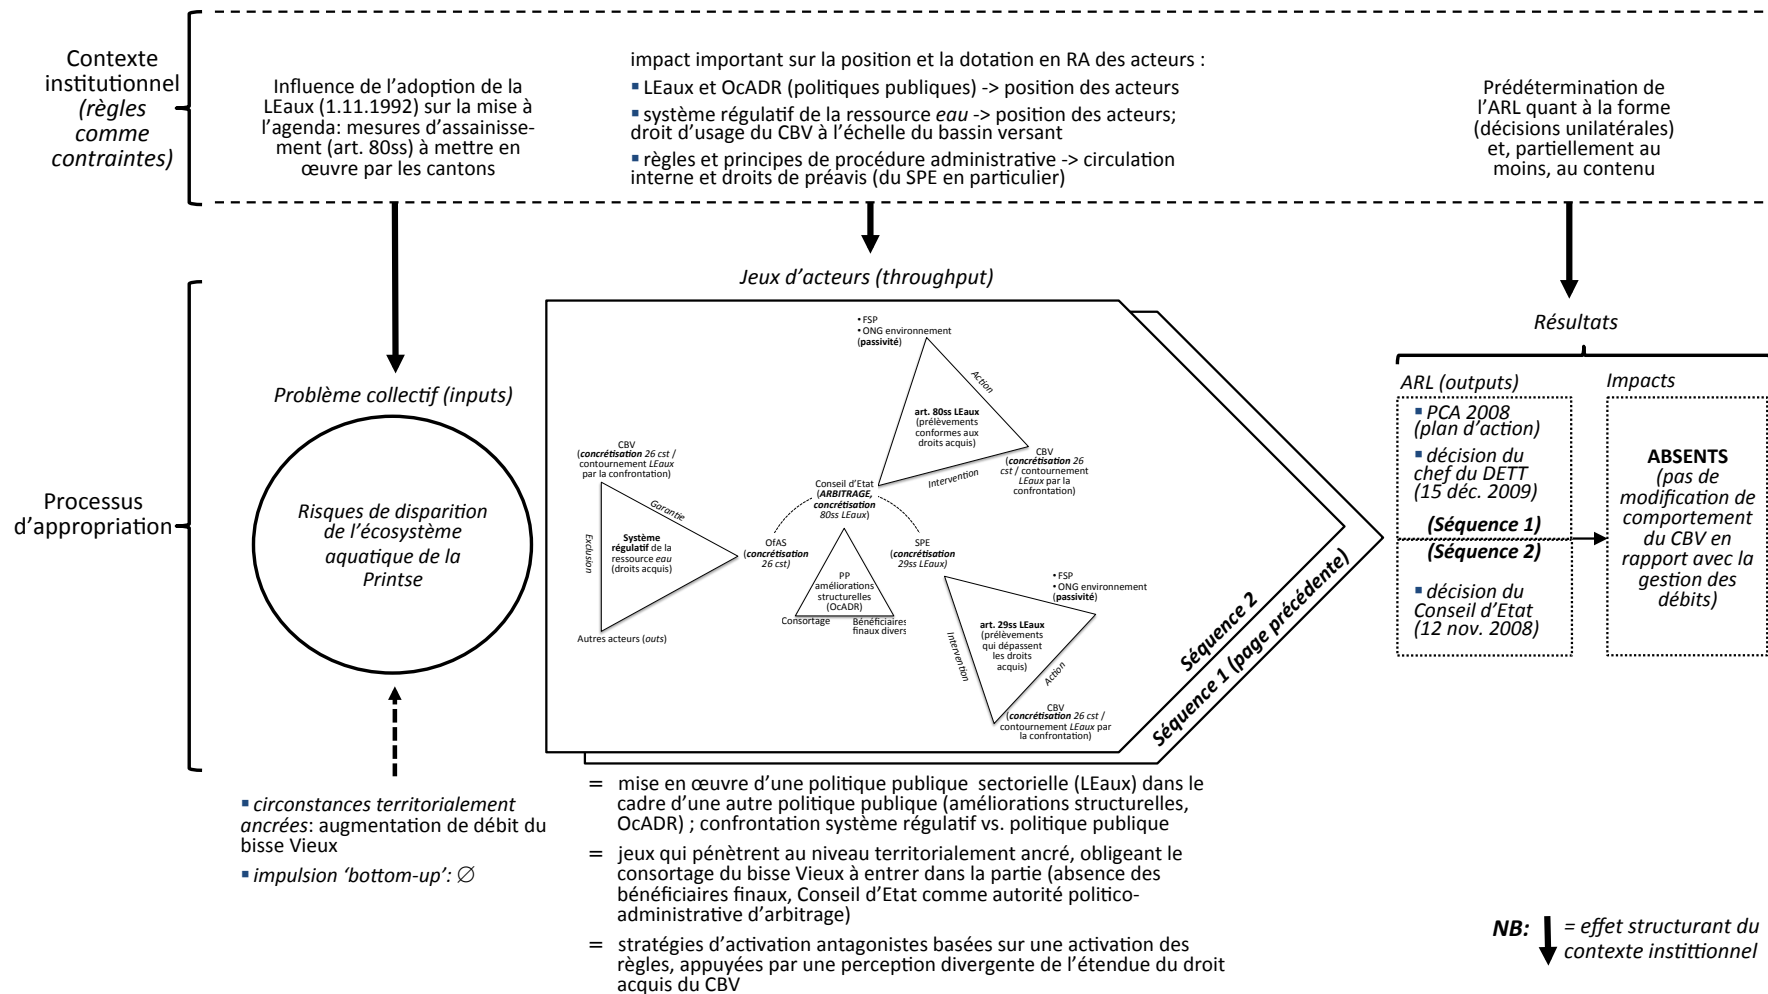 Contexte
institutionnel
(règles
comme
contraintes)
Influence de l'adoption de la
LEaux (1.11.1992) sur la mise à
l'agenda: mesures d'assainisse-
ment (art. 80ss) à mettre en
œuvre par les cantons
impact important sur la position et la dotation en RA des acteurs :
▪ LEaux et OcADR (politiques publiques) -> position des acteurs
▪ système régulatif de la ressource eau -> position des acteurs;
droit d'usage du CBV à l'échelle du bassin versant
▪ règles et principes de procédure administrative -> circulation
interne et droits de préavis (du SPE en particulier)
Prédétermination de
l'ARL quant à la forme
(décisions unilatérales)
et, partiellement au
moins, au contenu
Processus
d'appropriation
Problème collectif (inputs)
Risques de disparition
de l'écosystème
aquatique de la
Printse
▪ circonstances territorialement
ancrées: augmentation de débit du
bisse Vieux
▪ impulsion 'bottom-up': ∅
Jeux d'acteurs (throughput)
• FSP
• ONG environnement
(passivité)
Action
art. 80ss LEaux
(prélèvements
conformes aux
droits acquis)
Intervention
CBV
(concrétisation 26
cst / contournement
LEaux par la
confrontation)
CBV
(concrétisation 26 cst /
contournement LEaux
par la confrontation)
Garantie
Exclusion
Système
régulatif de la
ressource eau
(droits acquis)
Autres acteurs (outs)
Conseil d'Etat
(ARBITRAGE,
concrétisation
80ss LEaux)
OfAS
(concrétisation
26 cst)
SPE
(concrétisation
29ss LEaux)
PP
améliorations
structurelles
(OcADR)
Consortage
Bénéficiaires
finaux divers
• FSP
• ONG environnement
(passivité)
art. 29ss LEaux
(prélèvements
qui dépassent
les droits
acquis)
Intervention
Action
CBV
(concrétisation 26 cst /
contournement LEaux par
la confrontation)
Séquence 2
Séquence 1 (page précédente)
= mise en œuvre d'une politique publique sectorielle (LEaux) dans le
cadre d'une autre politique publique (améliorations structurelles,
OcADR) ; confrontation système régulatif vs. politique publique
= jeux qui pénètrent au niveau territorialement ancré, obligeant le
consortage du bisse Vieux à entrer dans la partie (absence des
bénéficiaires finaux, Conseil d'Etat comme autorité politico-
administrative d'arbitrage)
= stratégies d'activation antagonistes basées sur une activation des
règles, appuyées par une perception divergente de l'étendue du droit
acquis du CBV
Résultats
ARL (outputs)
▪ PCA 2008
(plan d'action)
▪ décision du
chef du DETT
(15 déc. 2009)
(Séquence 1)
(Séquence 2)
▪ décision du
Conseil d'Etat
(12 nov. 2008)
Impacts
ABSENTS
(pas de
modification de
comportement
du CBV en
rapport avec la
gestion des
débits)
NB: = effet structurant du
contexte instittionnel